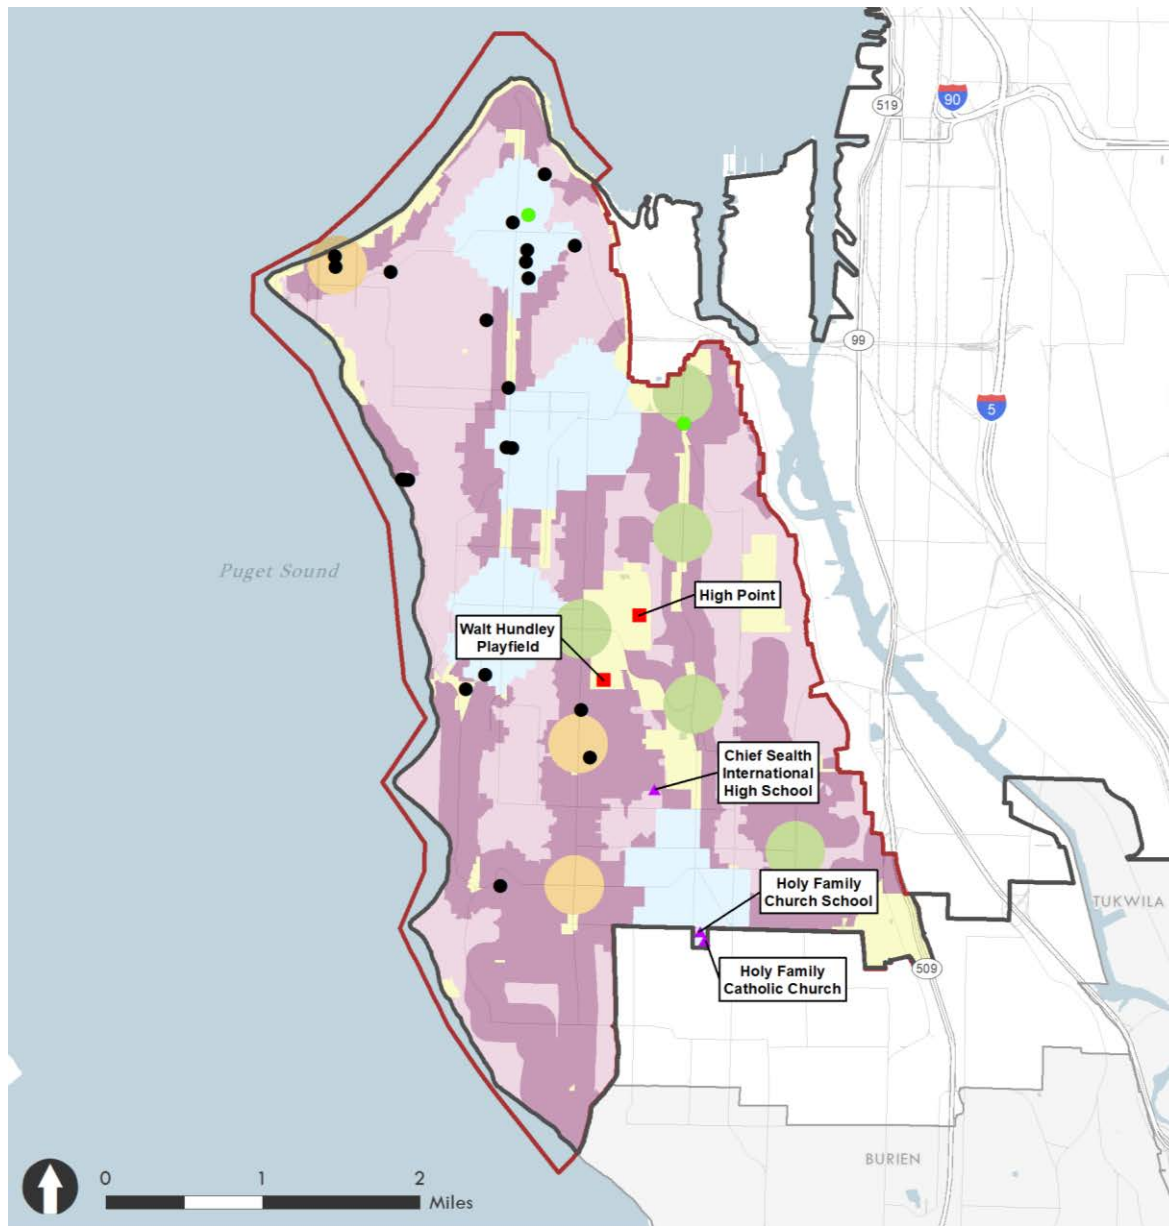 90
519
99
5
Puget Sound
High Point
Walt Hundley
Playfield
Chief Sealth
International
High School
Holy Family
Church School
TUKWILA
Holy Family
Catholic Church
509
BURIEN
0
1
2
Miles